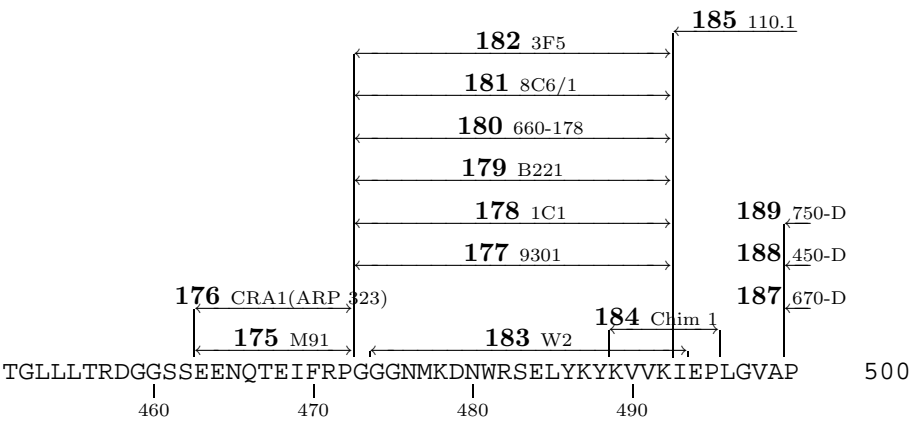 185 110.1
182 3F5
181 8C6/1
180 660-178
179 B221
178 1C1
189 750-D
177 9301
188 450-D
176 CRA1(ARP 323)
187 670-D
184 Chim 1
175 M91
183 W2
TGLLLTRDGGSSEENQTEIFRPGGGNMKDNWRSELYKYKVVKIEPLGVAP 500
460 470 480 490